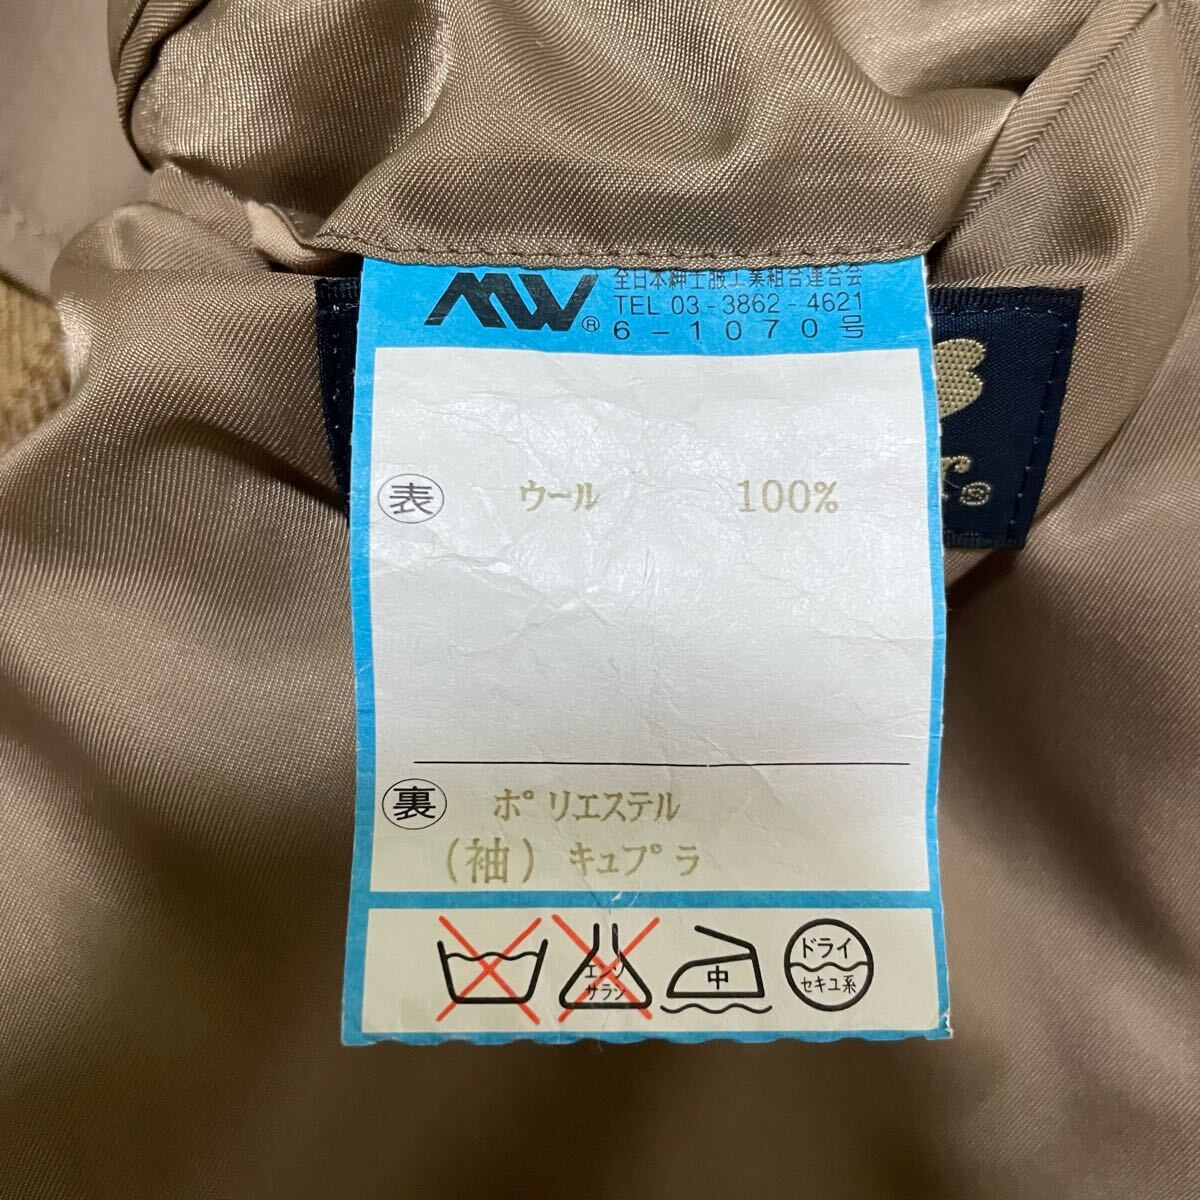 MW® 全日本紳士服工業組合連合会
TEL 03-3862-4621
6-1070号
表 ウール 100%
裏 ポリエステル
(袖) キュプラ
エンソ
サラシ
中
ドライ
セキユ系
®